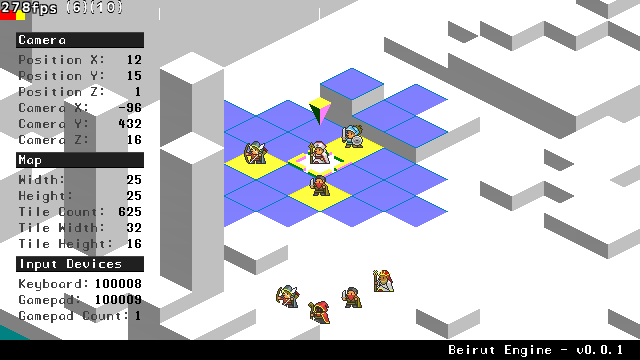 278fps (6)(10)
Camera
Position X: 12
Position Y: 15
Position Z: 1
Camera X: -96
Camera Y: 432
Camera Z: 16
Map
Width: 25
Height: 25
Tile Count: 625
Tile Width: 32
Tile Height: 16
Input Devices
Keyboard: 100008
Gamepad: 100009
Gamepad Count: 1
Beirut Engine - v0.0.1